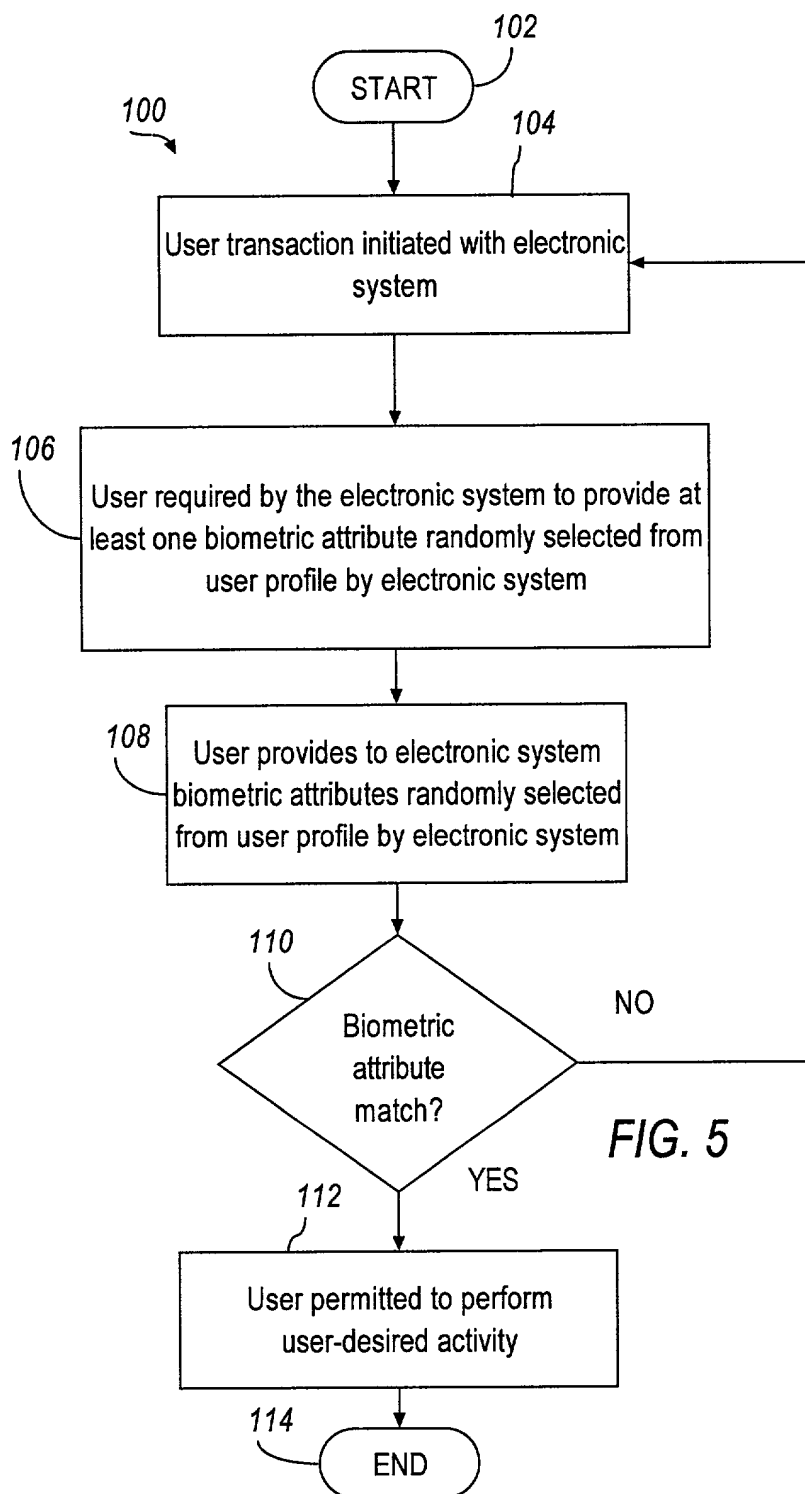 102
START
100
104
User transaction initiated with electronic
system
106
User required by the electronic system to provide at
least one biometric attribute randomly selected from
user profile by electronic system
108
User provides to electronic system
biometric attributes randomly selected
from user profile by electronic system
110
Biometric
attribute
match?
NO
FIG. 5
YES
112
User permitted to perform
user-desired activity
114
END